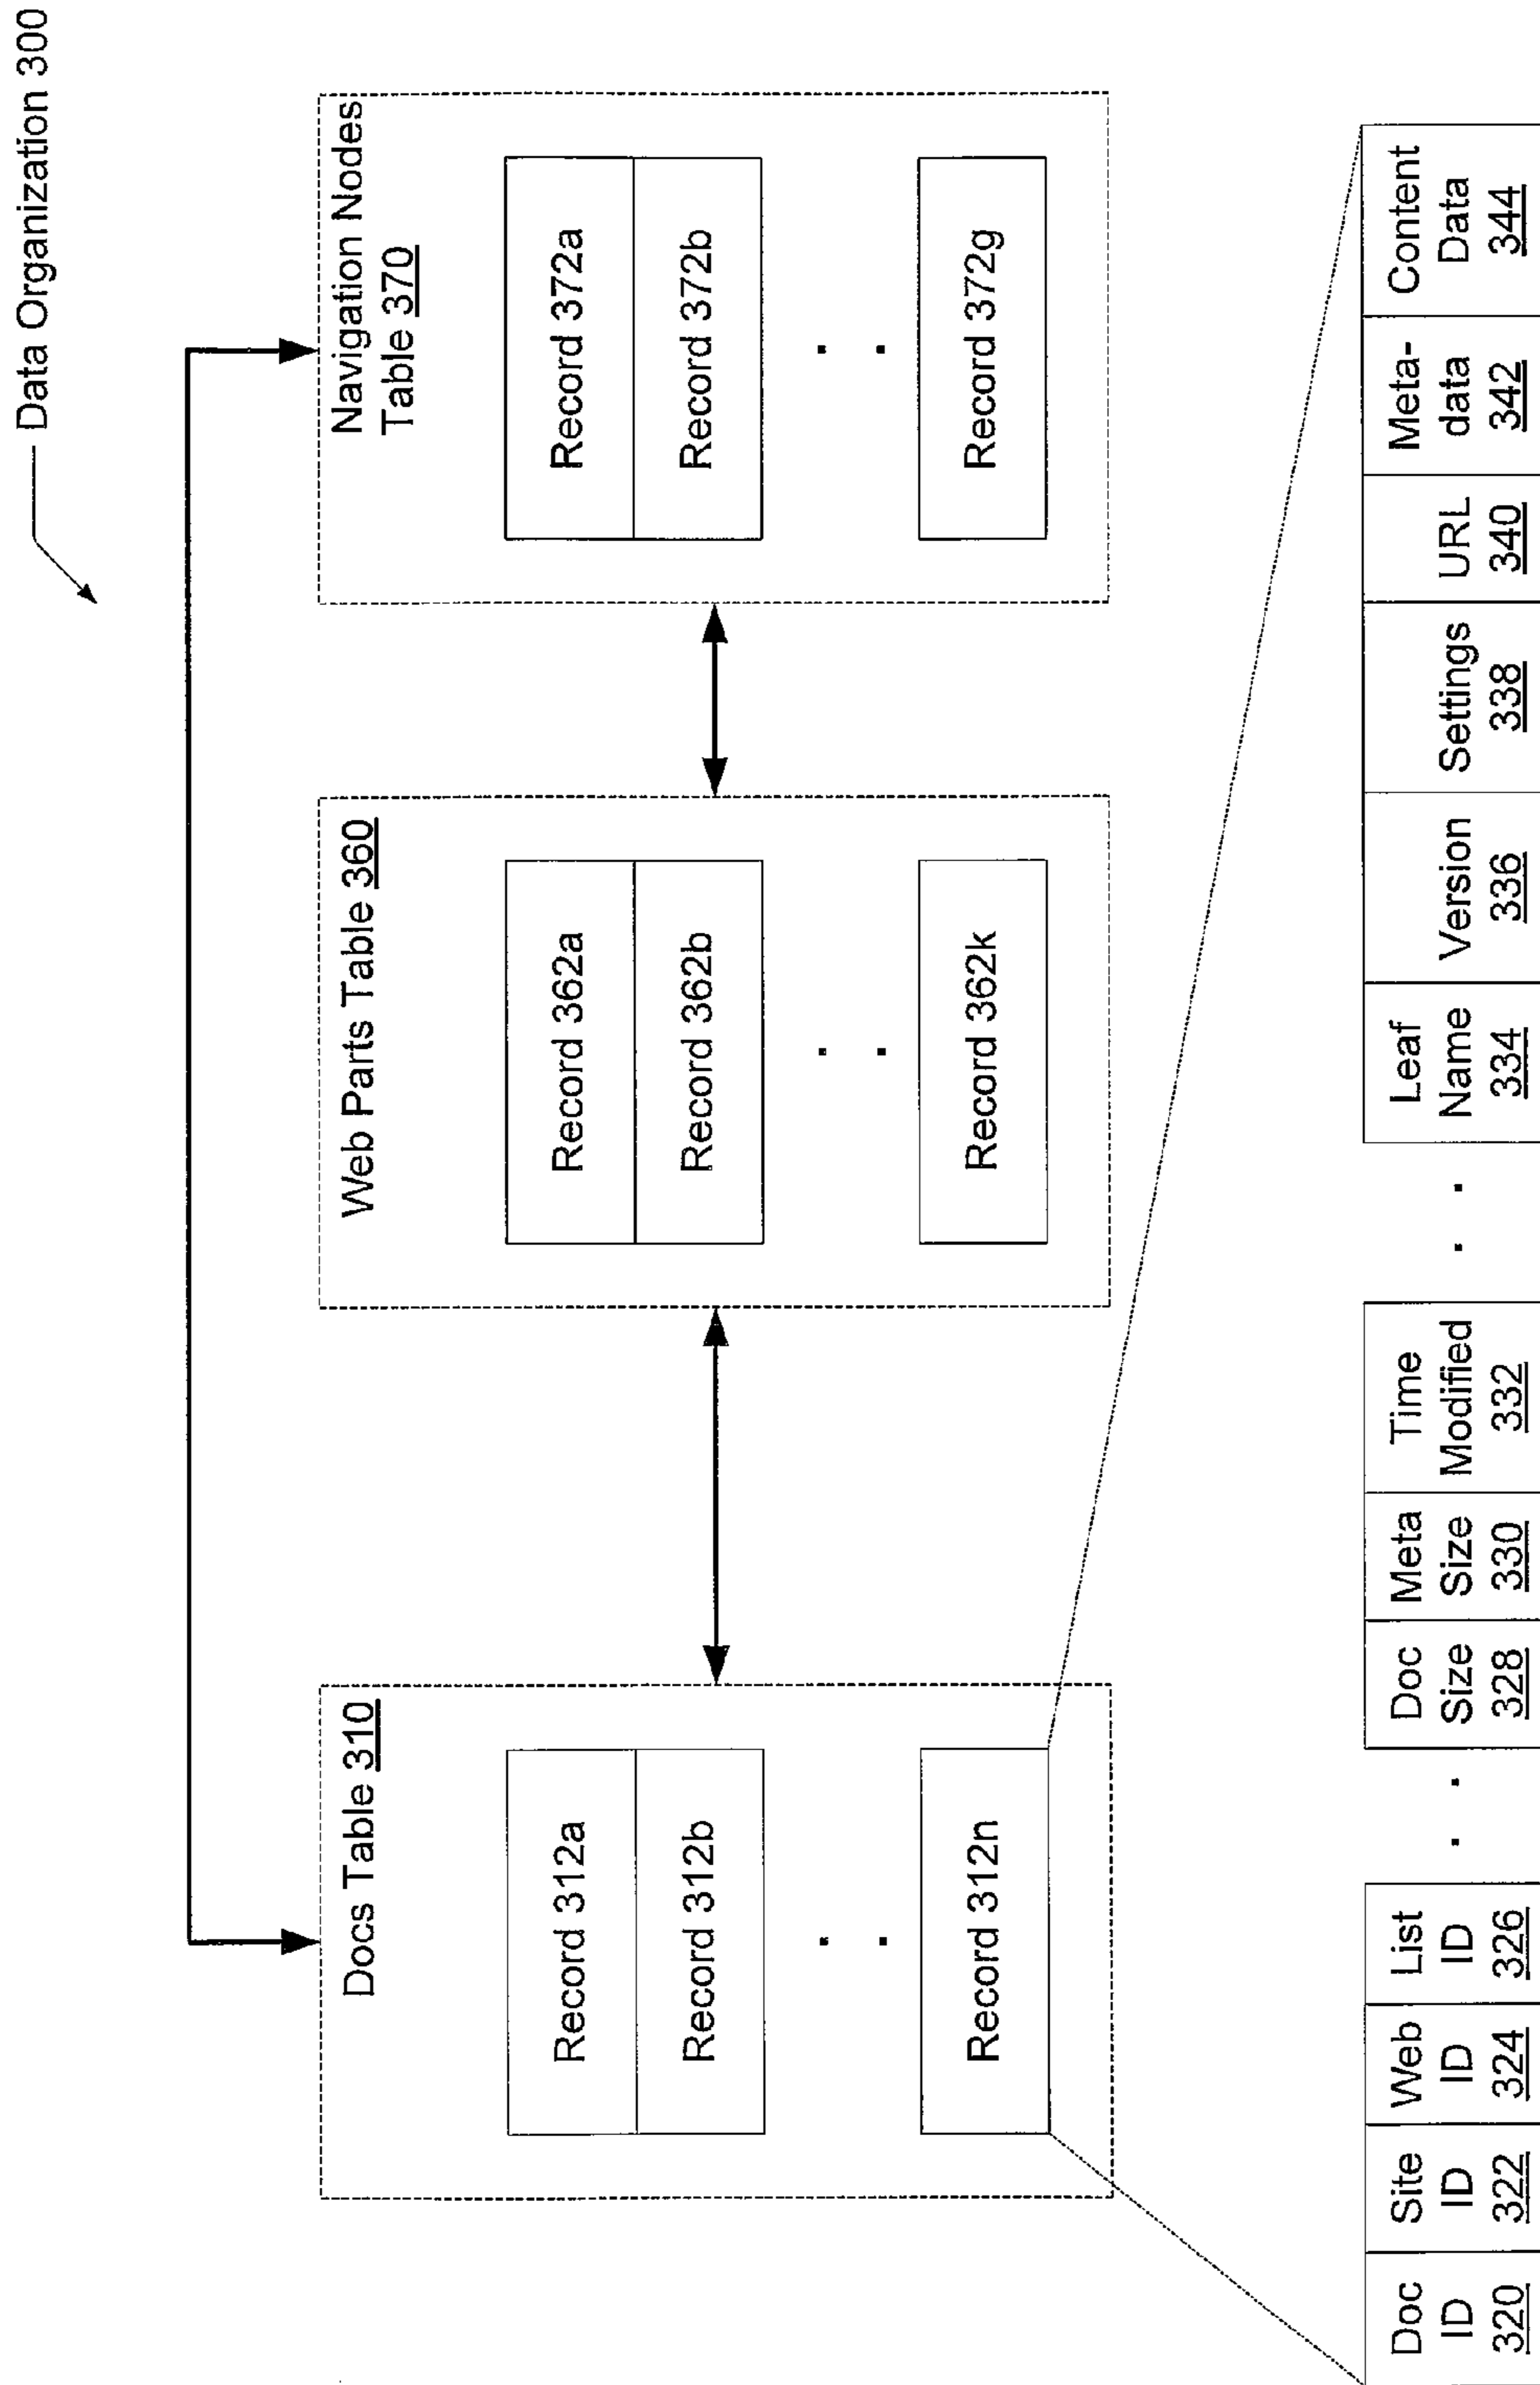 Data Organization 300
Docs Table 310
Record 312a
Record 312b
. .
Record 312n
Web Parts Table 360
Record 362a
Record 362b
. .
Record 362k
Navigation Nodes
Table 370
Record 372a
Record 372b
. .
Record 372g
Doc
ID
320
Site
ID
322
Web
ID
324
List
ID
326
. .
Doc
Size
328
Meta
Size
330
Time
Modified
332
. .
Leaf
Name
334
Version
336
Settings
338
URL
340
Meta-
data
342
Content
Data
344